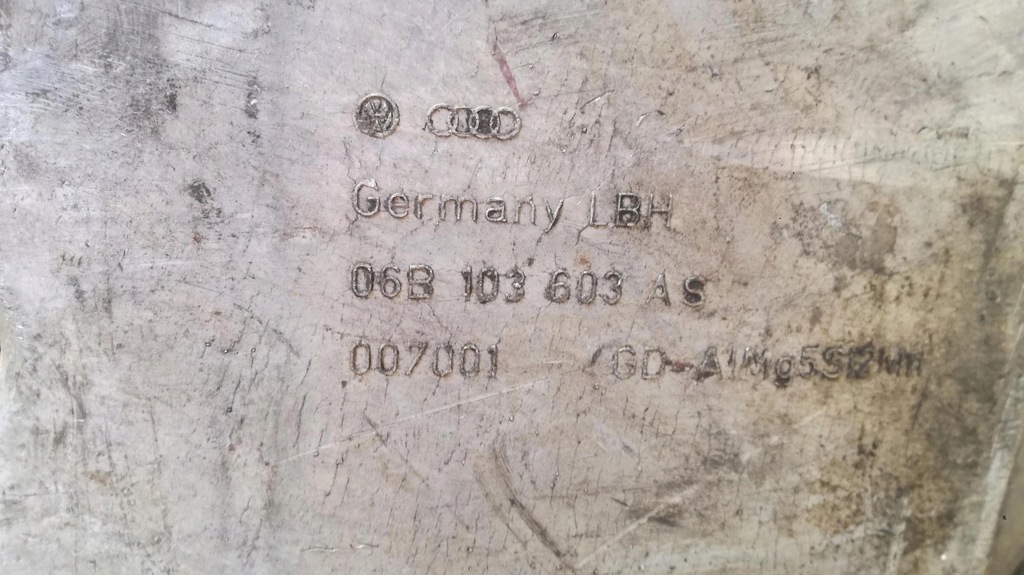 Germany LBH
06B 103 603 AS
007001 GD-AlMg5Si2Mn